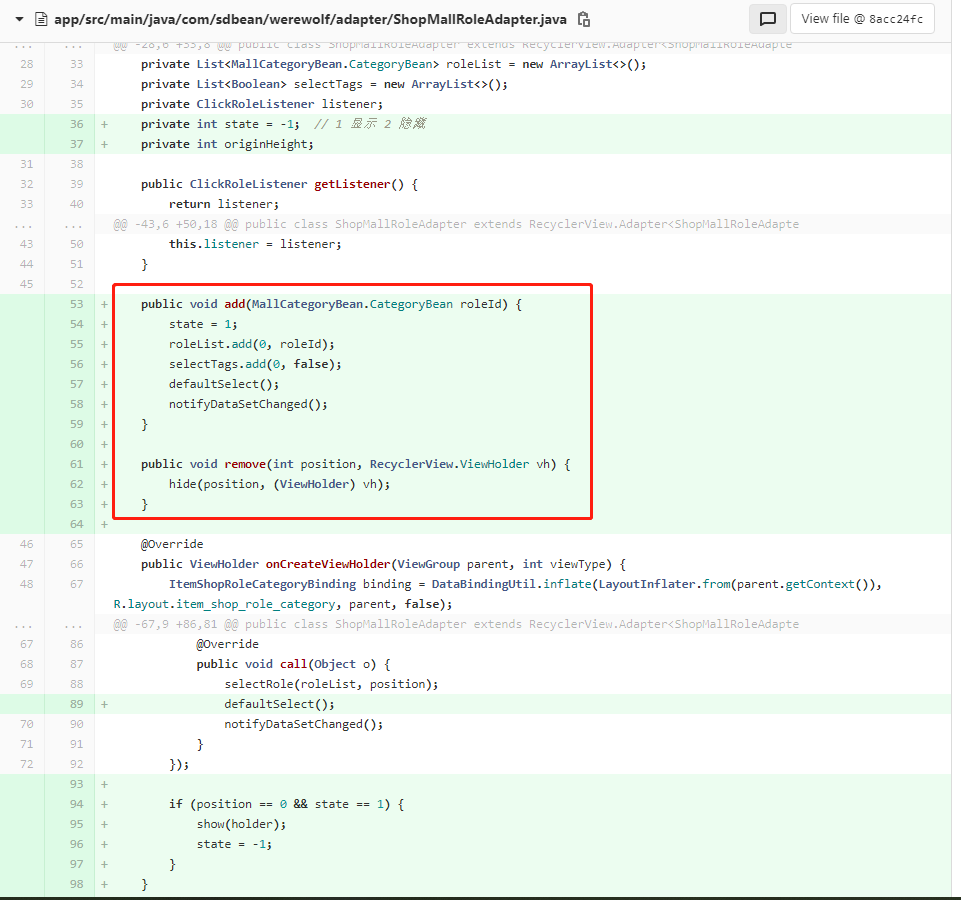 app/src/main/java/com/sdbean/werewolf/adapter/ShopMallRoleAdapter.java View file @ 8acc24fc
... ... @@ -28,6 +33,8 @@ public class ShopMallRoleAdapter extends RecyclerView.Adapter<ShopMallRoleAdapte
28 33 private List<MallCategoryBean.CategoryBean> roleList = new ArrayList<>();
29 34 private List<Boolean> selectTags = new ArrayList<>();
30 35 private ClickRoleListener listener;
36 + private int state = -1; // 1 显示 2 隐藏
37 + private int originHeight;
31 38
32 39 public ClickRoleListener getListener() {
33 40 return listener;
... ... @@ -43,6 +50,18 @@ public class ShopMallRoleAdapter extends RecyclerView.Adapter<ShopMallRoleAdapte
43 50 this.listener = listener;
44 51 }
45 52
53 + public void add(MallCategoryBean.CategoryBean roleId) {
54 + state = 1;
55 + roleList.add(0, roleId);
56 + selectTags.add(0, false);
57 + defaultSelect();
58 + notifyDataSetChanged();
59 + }
60 +
61 + public void remove(int position, RecyclerView.ViewHolder vh) {
62 + hide(position, (ViewHolder) vh);
63 + }
64 +
46 65 @Override
47 66 public ViewHolder onCreateViewHolder(ViewGroup parent, int viewType) {
48 67 ItemShopRoleCategoryBinding binding = DataBindingUtil.inflate(LayoutInflater.from(parent.getContext()),
R.layout.item_shop_role_category, parent, false);
... ... @@ -67,9 +86,81 @@ public class ShopMallRoleAdapter extends RecyclerView.Adapter<ShopMallRoleAdapte
67 86 @Override
68 87 public void call(Object o) {
69 88 selectRole(roleList, position);
89 + defaultSelect();
70 90 notifyDataSetChanged();
71 91 }
72 92 });
93 +
94 + if (position == 0 && state == 1) {
95 + show(holder);
96 + state = -1;
97 + }
98 + }